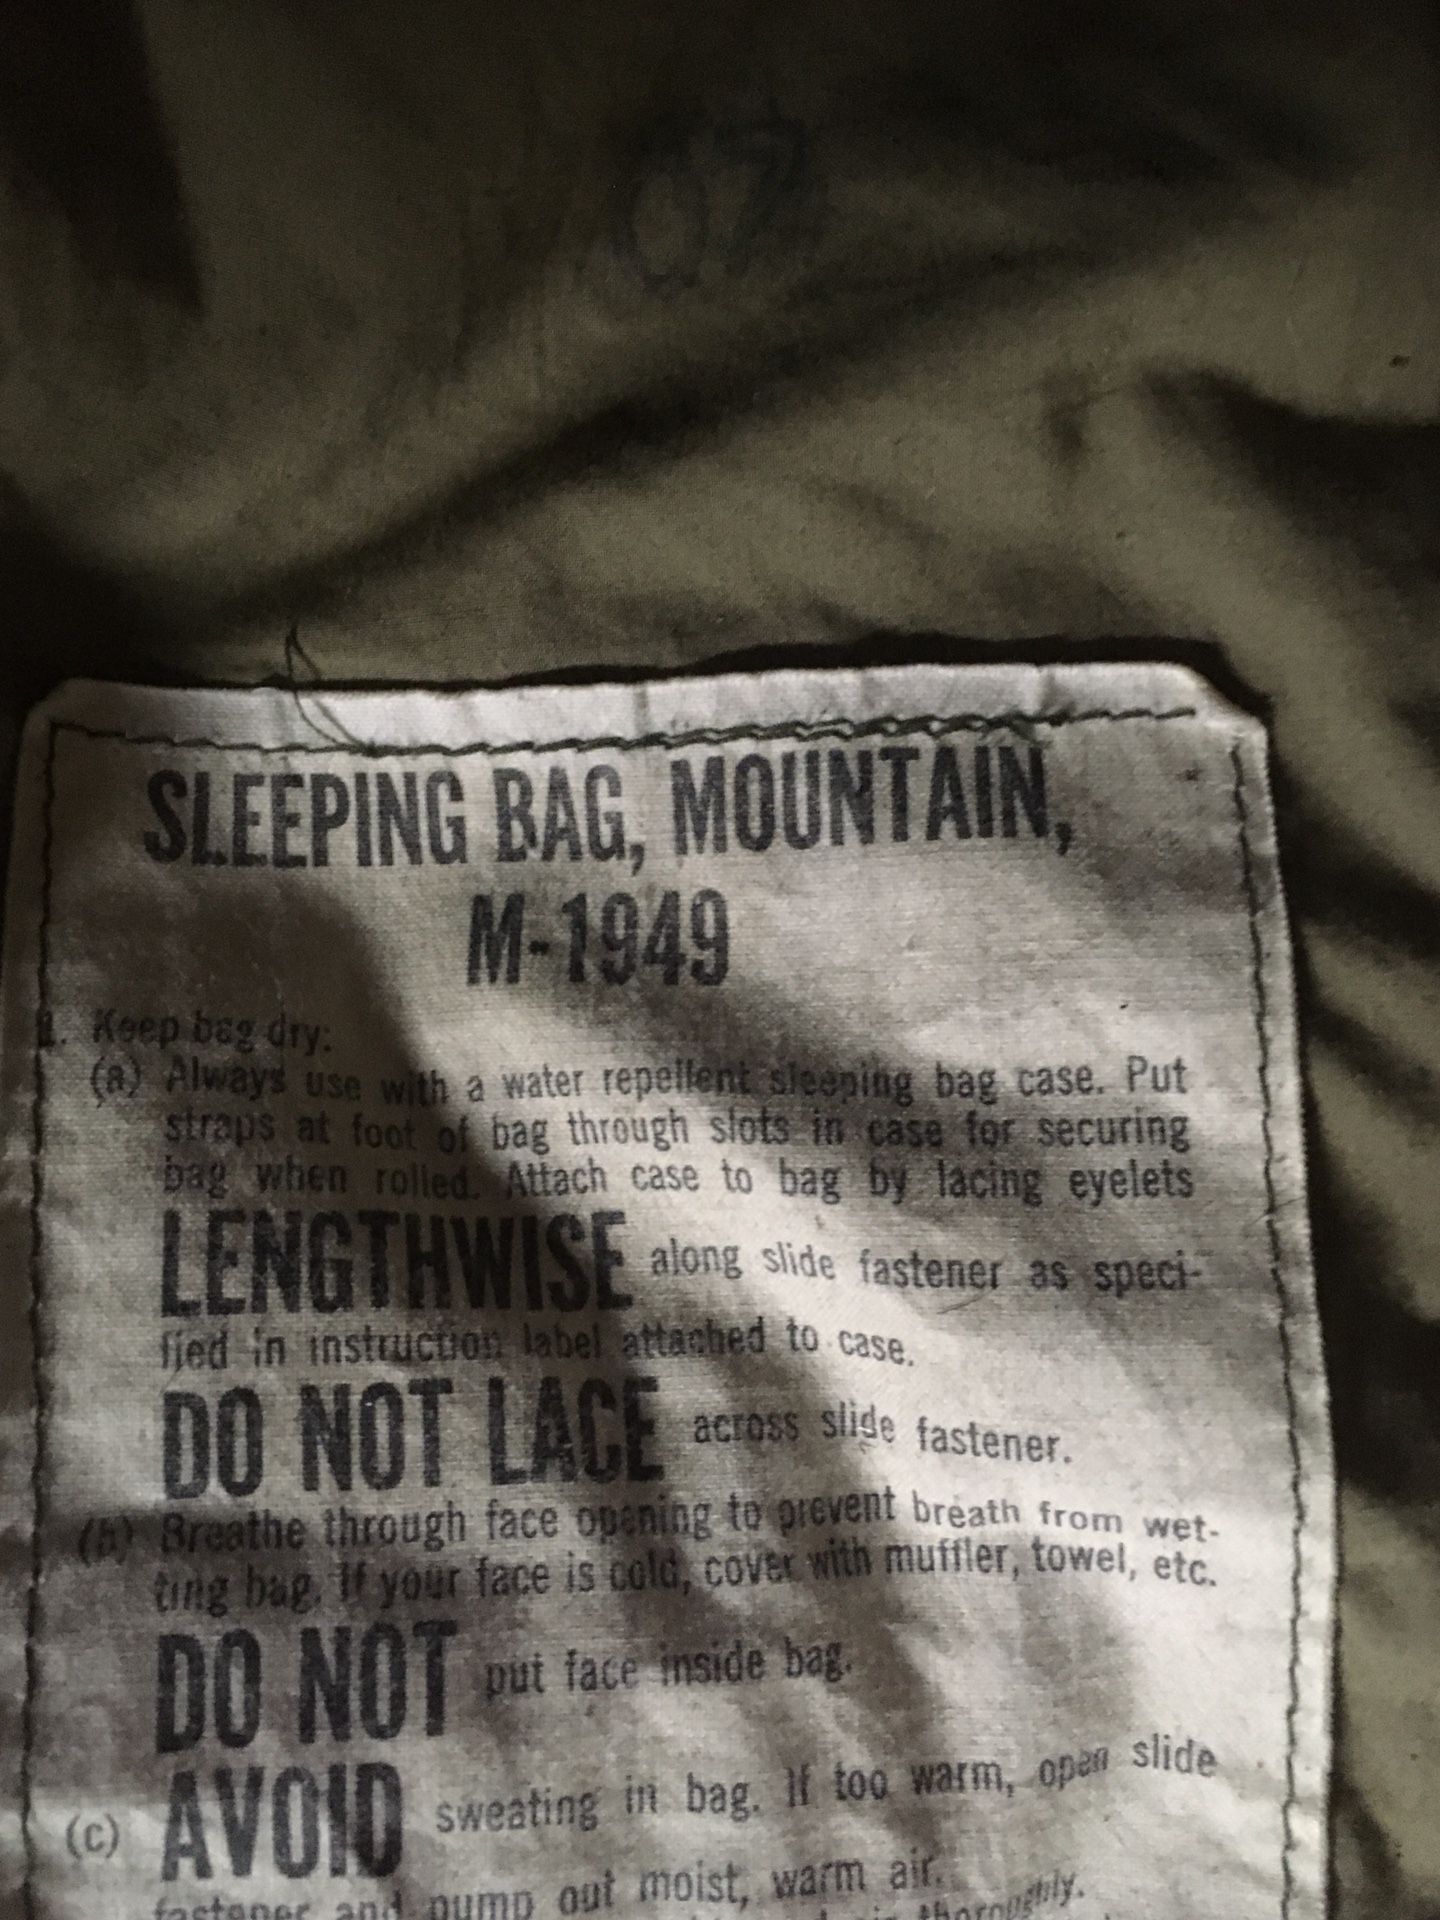 07
SLEEPING BAG, MOUNTAIN,
M-1949
1. Keep bag dry:
(a) Always use with a water repellent sleeping bag case. Put
straps at foot of bag through slots in case for securing
bag when rolled. Attach case to bag by lacing eyelets
LENGTHWISE along slide fastener as speci-
fied in instruction label attached to case.
DO NOT LACE across slide fastener.
(b) Breathe through face opening to prevent breath from wet-
ting bag. If your face is cold, cover with muffler, towel, etc.
DO NOT put face inside bag.
(c) AVOID sweating in bag. If too warm, open slide
fastener and pump out moist, warm air.
thoroughly.